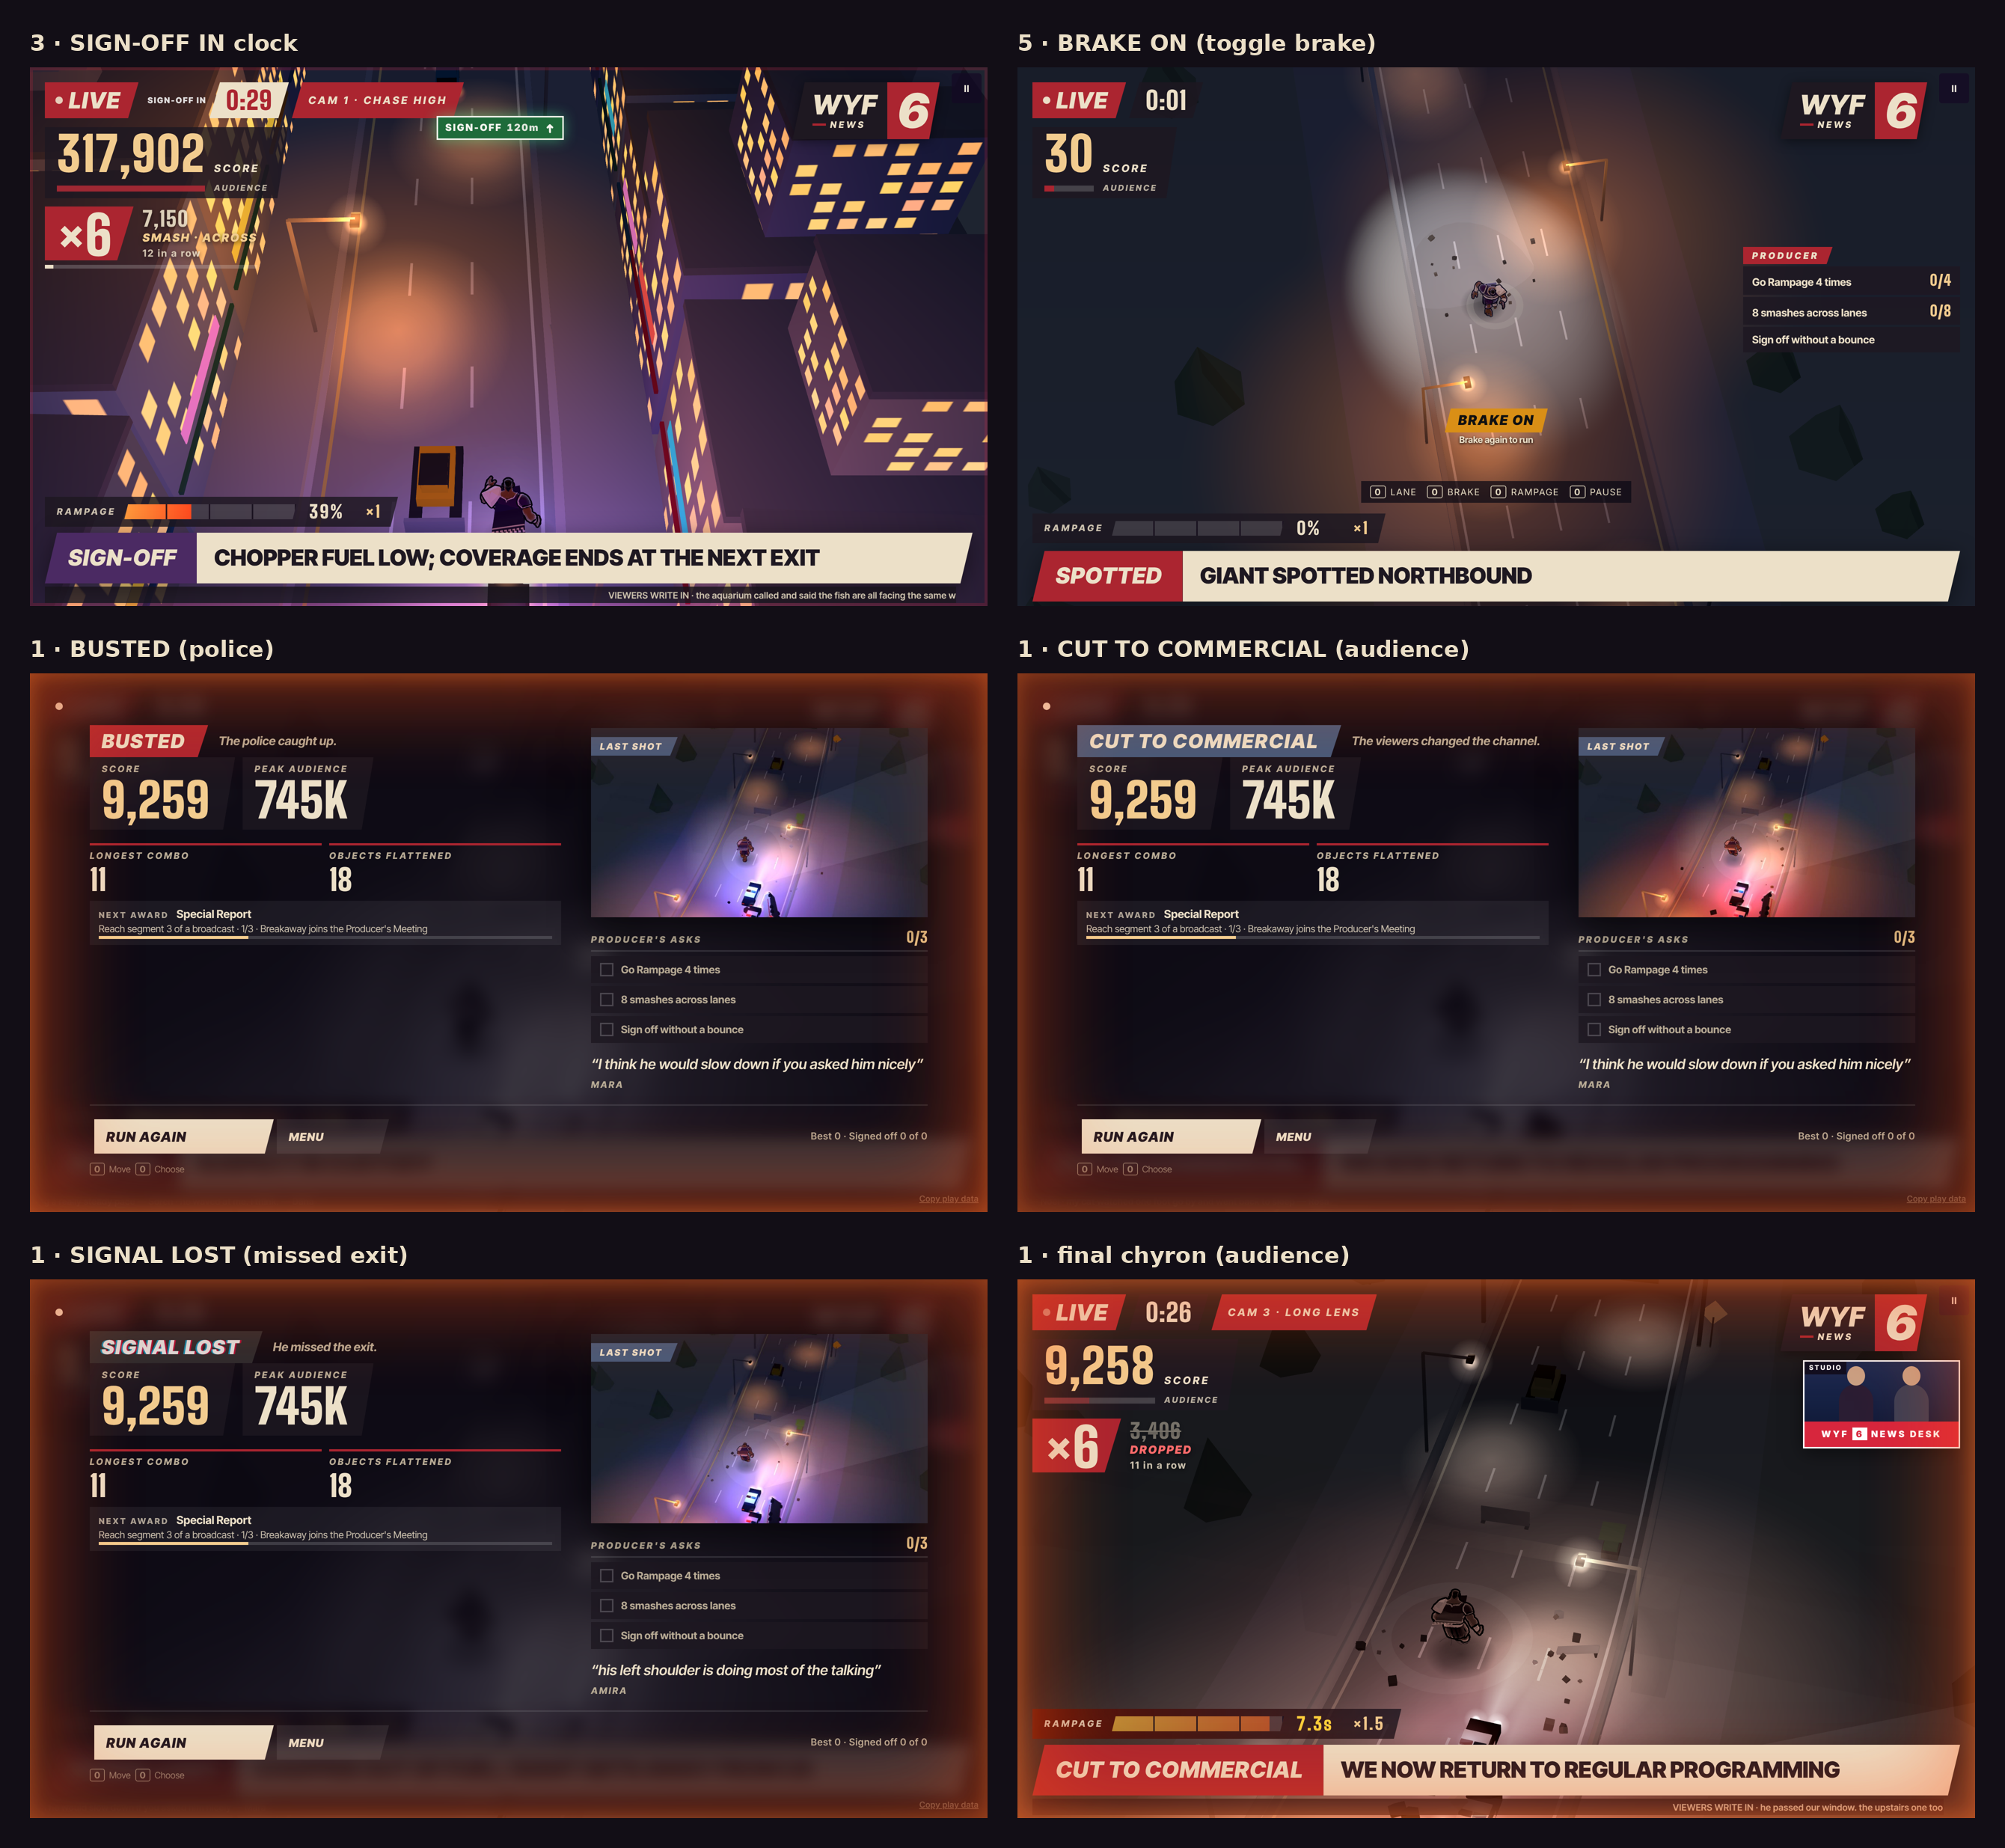 3 · SIGN-OFF IN clock
LIVE
SIGN-OFF IN
0:29
CAM 1 · CHASE HIGH
SIGN-OFF 120m ↑
WYF
NEWS
6
317,902 SCORE
AUDIENCE
×6
7,150
SMASH · ACROSS
12 in a row
RAMPAGE
39%
×1
SIGN-OFF
CHOPPER FUEL LOW; COVERAGE ENDS AT THE NEXT EXIT
VIEWERS WRITE IN · the aquarium called and said the fish are all facing the same w
5 · BRAKE ON (toggle brake)
LIVE
0:01
WYF
NEWS
6
30 SCORE
AUDIENCE
PRODUCER
Go Rampage 4 times 0/4
8 smashes across lanes 0/8
Sign off without a bounce
BRAKE ON
Brake again to run
0 LANE 0 BRAKE 0 RAMPAGE 0 PAUSE
RAMPAGE
0%
×1
SPOTTED
GIANT SPOTTED NORTHBOUND
1 · BUSTED (police)
BUSTED
The police caught up.
SCORE
9,259
PEAK AUDIENCE
745K
LONGEST COMBO
11
OBJECTS FLATTENED
18
NEXT AWARD Special Report
Reach segment 3 of a broadcast · 1/3 · Breakaway joins the Producer's Meeting
LAST SHOT
PRODUCER'S ASKS 0/3
Go Rampage 4 times
8 smashes across lanes
Sign off without a bounce
“I think he would slow down if you asked him nicely”
MARA
RUN AGAIN
MENU
Best 0 · Signed off 0 of 0
0 Move 0 Choose
Copy play data
1 · CUT TO COMMERCIAL (audience)
CUT TO COMMERCIAL
The viewers changed the channel.
SCORE
9,259
PEAK AUDIENCE
745K
LONGEST COMBO
11
OBJECTS FLATTENED
18
NEXT AWARD Special Report
Reach segment 3 of a broadcast · 1/3 · Breakaway joins the Producer's Meeting
LAST SHOT
PRODUCER'S ASKS 0/3
Go Rampage 4 times
8 smashes across lanes
Sign off without a bounce
“I think he would slow down if you asked him nicely”
MARA
RUN AGAIN
MENU
Best 0 · Signed off 0 of 0
0 Move 0 Choose
Copy play data
1 · SIGNAL LOST (missed exit)
SIGNAL LOST
He missed the exit.
SCORE
9,259
PEAK AUDIENCE
745K
LONGEST COMBO
11
OBJECTS FLATTENED
18
NEXT AWARD Special Report
Reach segment 3 of a broadcast · 1/3 · Breakaway joins the Producer's Meeting
LAST SHOT
PRODUCER'S ASKS 0/3
Go Rampage 4 times
8 smashes across lanes
Sign off without a bounce
“his left shoulder is doing most of the talking”
AMIRA
RUN AGAIN
MENU
Best 0 · Signed off 0 of 0
0 Move 0 Choose
Copy play data
1 · final chyron (audience)
LIVE
0:26
CAM 3 · LONG LENS
WYF
NEWS
6
9,258 SCORE
AUDIENCE
×6
3,406
DROPPED
11 in a row
STUDIO
WYF 6 NEWS DESK
RAMPAGE
7.3s
×1.5
CUT TO COMMERCIAL
WE NOW RETURN TO REGULAR PROGRAMMING
VIEWERS WRITE IN · he passed our window. the upstairs one too